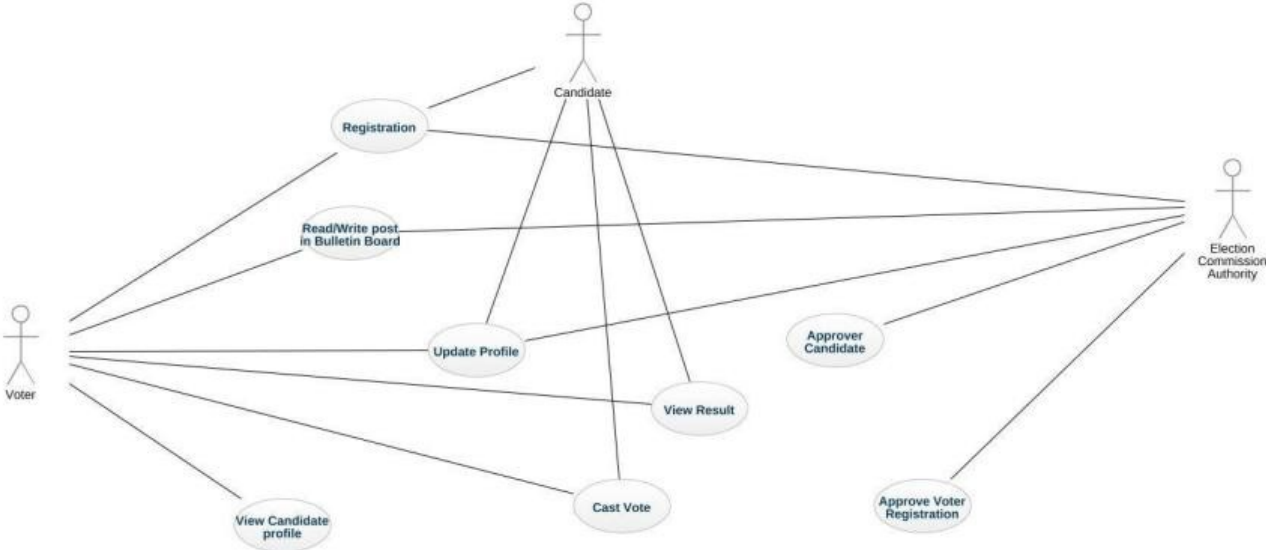 Candidate
Registration
Read/Write post
in Bulletin Board
Election
Commission
Authority
Voter
Update Profile
Approver
Candidate
View Result
View Candidate
profile
Cast Vote
Approve Voter
Registration